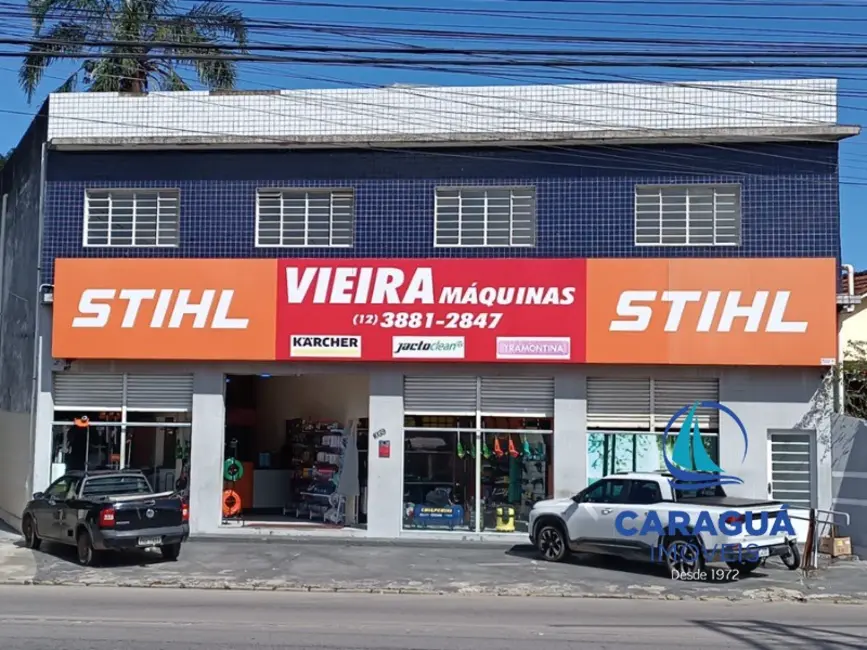 STIHL
VIEIRA MÁQUINAS
(12) 3881-2847
KÄRCHER
jactoclean
TRAMONTINA
STIHL
CARAGUÁ
IMÓVEIS
Desde 1972